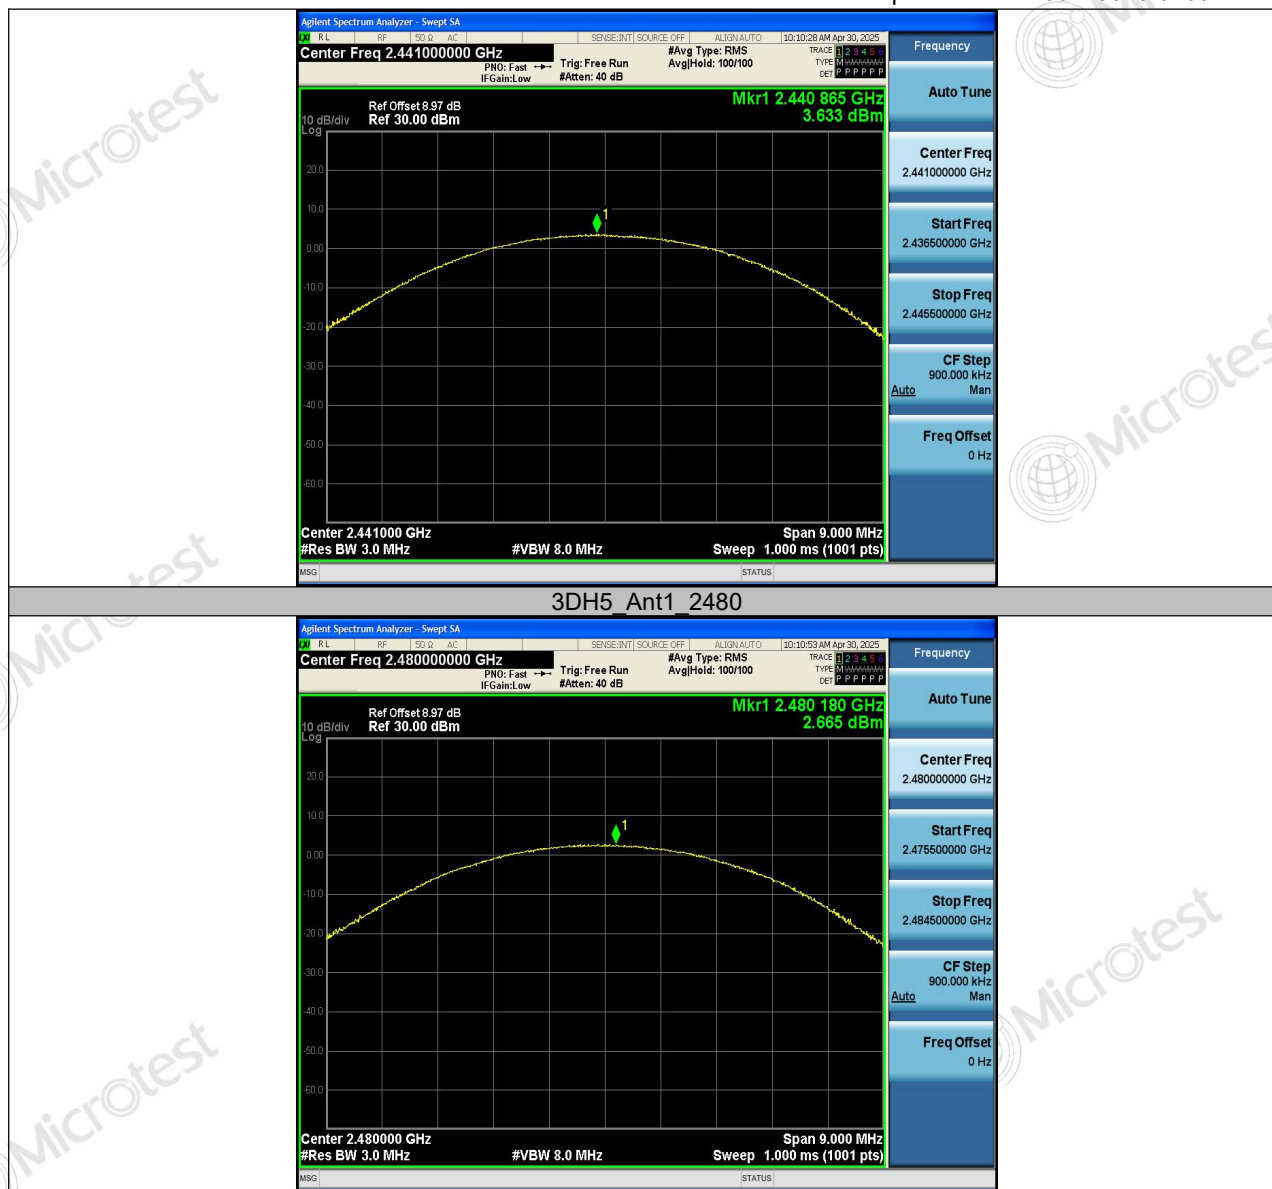 Agilent Spectrum Analyzer - Swept SA
RL RF 50 Ω AC SENSE:INT SOURCE OFF ALIGN AUTO 10:10:28 AM Apr 30, 2025
Center Freq 2.441000000 GHz
#Avg Type: RMS
TRACE 1 2 3 4 5 6
PNO: Fast
Trig: Free Run
Avg|Hold: 100/100
TYPE M
IFGain:Low
#Atten: 40 dB
DET P P P P P P
Ref Offset 8.97 dB
Mkr1 2.440 865 GHz
10 dB/div
Ref 30.00 dBm
3.633 dBm
Log
20.0
10.0
0.00
-10.0
-20.0
-30.0
-40.0
-50.0
-60.0
1
Center 2.441000 GHz
Span 9.000 MHz
#Res BW 3.0 MHz
#VBW 8.0 MHz
Sweep 1.000 ms (1001 pts)
MSG
STATUS
Frequency
Auto Tune
Center Freq
2.441000000 GHz
Start Freq
2.436500000 GHz
Stop Freq
2.445500000 GHz
CF Step
900.000 kHz
Auto Man
Freq Offset
0 Hz
3DH5_Ant1_2480
Agilent Spectrum Analyzer - Swept SA
RL RF 50 Ω AC SENSE:INT SOURCE OFF ALIGN AUTO 10:10:53 AM Apr 30, 2025
Center Freq 2.480000000 GHz
#Avg Type: RMS
TRACE 1 2 3 4 5 6
PNO: Fast
Trig: Free Run
Avg|Hold: 100/100
TYPE M
IFGain:Low
#Atten: 40 dB
DET P P P P P P
Ref Offset 8.97 dB
Mkr1 2.480 180 GHz
10 dB/div
Ref 30.00 dBm
2.665 dBm
Log
20.0
10.0
0.00
-10.0
-20.0
-30.0
-40.0
-50.0
-60.0
1
Center 2.480000 GHz
Span 9.000 MHz
#Res BW 3.0 MHz
#VBW 8.0 MHz
Sweep 1.000 ms (1001 pts)
MSG
STATUS
Frequency
Auto Tune
Center Freq
2.480000000 GHz
Start Freq
2.475500000 GHz
Stop Freq
2.484500000 GHz
CF Step
900.000 kHz
Auto Man
Freq Offset
0 Hz
Microtest
Microtest
Microtest
Microtest
Microtest